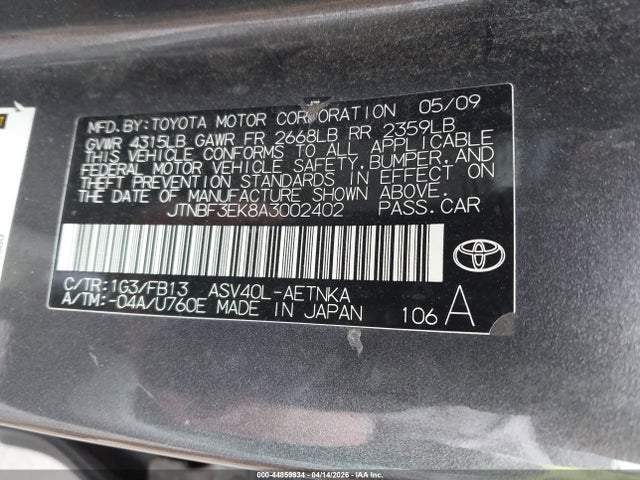 MFD. BY: TOYOTA MOTOR CORPORATION 05/09
GVWR 4315LB GAWR FR 2668LB RR 2359LB
THIS VEHICLE CONFORMS TO ALL APPLICABLE
FEDERAL MOTOR VEHICLE SAFETY, BUMPER, AND
THEFT PREVENTION STANDARDS IN EFFECT ON
THE DATE OF MANUFACTURE SHOWN ABOVE.
JTNBF3EK8A3002402 PASS. CAR
C/TR: 1G3/FB13 ASV40L-AETNKA
A/TM: -04A/U760E MADE IN JAPAN 106 A
000-44859934 04/14/2026 COPART